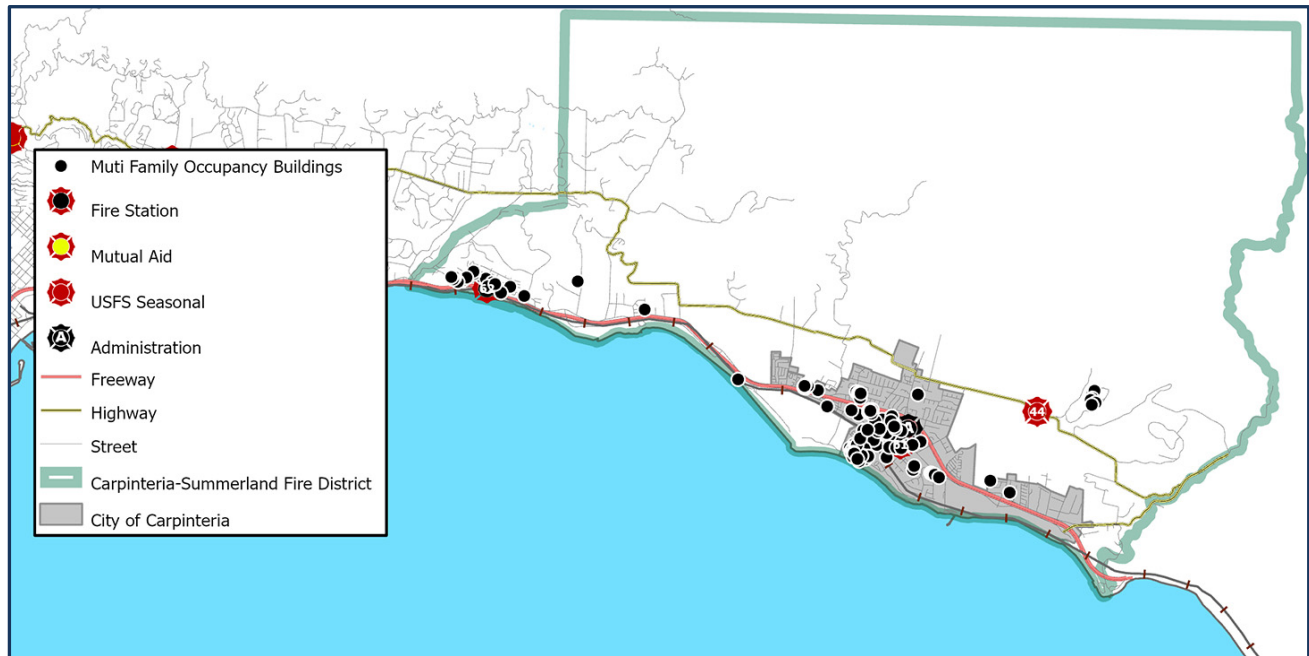 Muti Family Occupancy Buildings
Fire Station
Mutual Aid
USFS Seasonal
A
Administration
Freeway
Highway
Street
Carpinteria-Summerland Fire District
City of Carpinteria
44